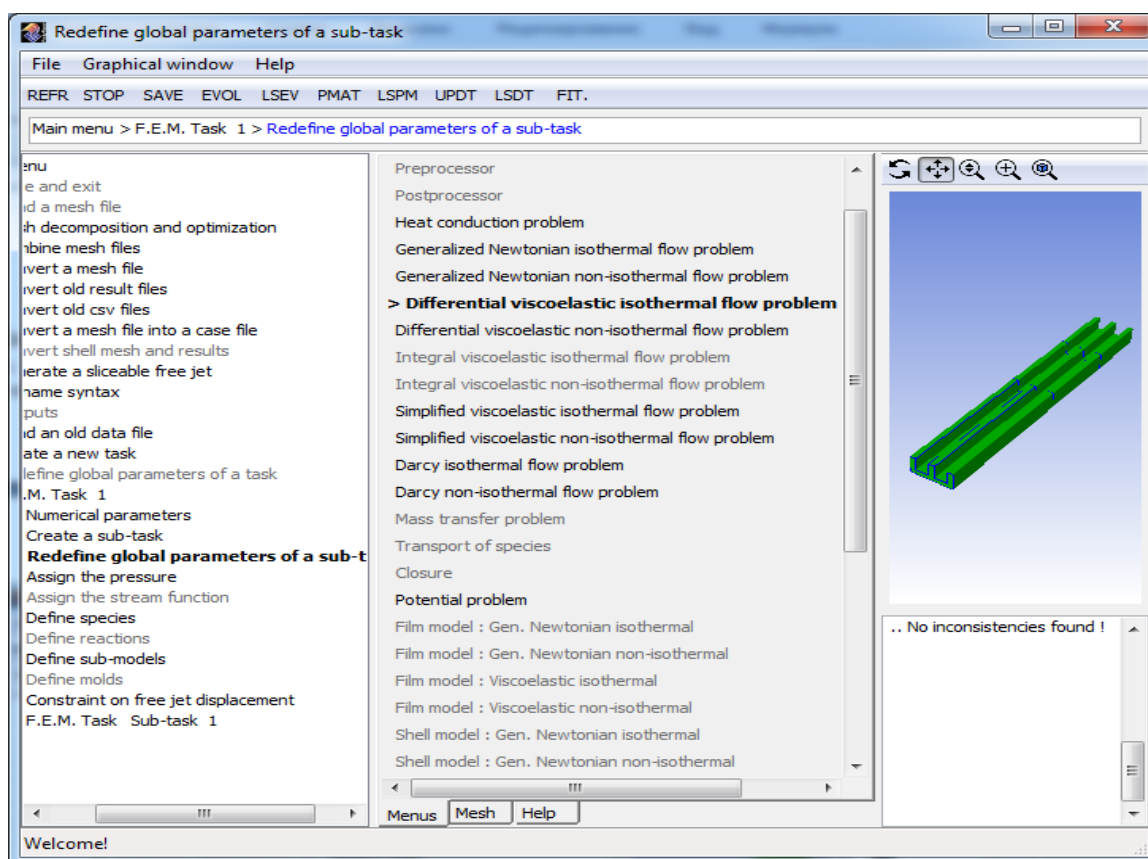 Redefine global parameters of a sub-task
File Graphical window Help
REFR STOP SAVE EVOL LSEV PMAT LSPM UPDT LSDT FIT.
Main menu > F.E.M. Task 1 > Redefine global parameters of a sub-task
enu
e and exit
d a mesh file
h decomposition and optimization
bine mesh files
vert a mesh file
vert old result files
vert old csv files
vert a mesh file into a case file
vert shell mesh and results
nerate a sliceable free jet
name syntax
puts
d an old data file
ate a new task
efine global parameters of a task
.M. Task 1
Numerical parameters
Create a sub-task
Redefine global parameters of a sub-t
Assign the pressure
Assign the stream function
Define species
Define reactions
Define sub-models
Define molds
Constraint on free jet displacement
F.E.M. Task Sub-task 1
Preprocessor
Postprocessor
Heat conduction problem
Generalized Newtonian isothermal flow problem
Generalized Newtonian non-isothermal flow problem
> Differential viscoelastic isothermal flow problem
Differential viscoelastic non-isothermal flow problem
Integral viscoelastic isothermal flow problem
Integral viscoelastic non-isothermal flow problem
Simplified viscoelastic isothermal flow problem
Simplified viscoelastic non-isothermal flow problem
Darcy isothermal flow problem
Darcy non-isothermal flow problem
Mass transfer problem
Transport of species
Closure
Potential problem
Film model : Gen. Newtonian isothermal
Film model : Gen. Newtonian non-isothermal
Film model : Viscoelastic isothermal
Film model : Viscoelastic non-isothermal
Shell model : Gen. Newtonian isothermal
Shell model : Gen. Newtonian non-isothermal
Menus Mesh Help
.. No inconsistencies found !
Welcome!